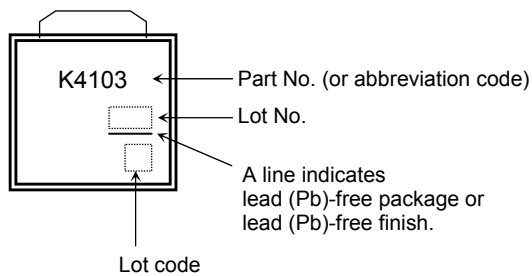 K4103
Part No. (or abbreviation code)
Lot No.
A line indicates
lead (Pb)-free package or
lead (Pb)-free finish.
Lot code